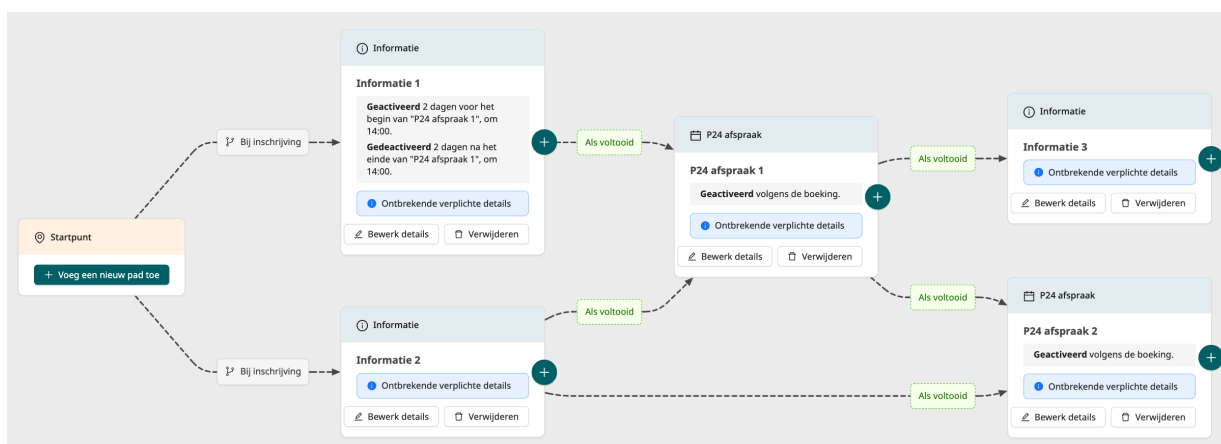 Startpunt
+ Voeg een nieuw pad toe
Bij inschrijving
Bij inschrijving
Informatie
Informatie 1
Geactiveerd 2 dagen voor het
begin van "P24 afspraak 1", om
14:00.
Gedeactiveerd 2 dagen na het
einde van "P24 afspraak 1", om
14:00.
Ontbrekende verplichte details
Bewerk details
Verwijderen
Informatie
Informatie 2
Ontbrekende verplichte details
Bewerk details
Verwijderen
Als voltooid
Als voltooid
P24 afspraak
P24 afspraak 1
Geactiveerd volgens de boeking.
Ontbrekende verplichte details
Bewerk details
Verwijderen
Als voltooid
Als voltooid
Als voltooid
Informatie
Informatie 3
Ontbrekende verplichte details
Bewerk details
Verwijderen
P24 afspraak
P24 afspraak 2
Geactiveerd volgens de boeking.
Ontbrekende verplichte details
Bewerk details
Verwijderen